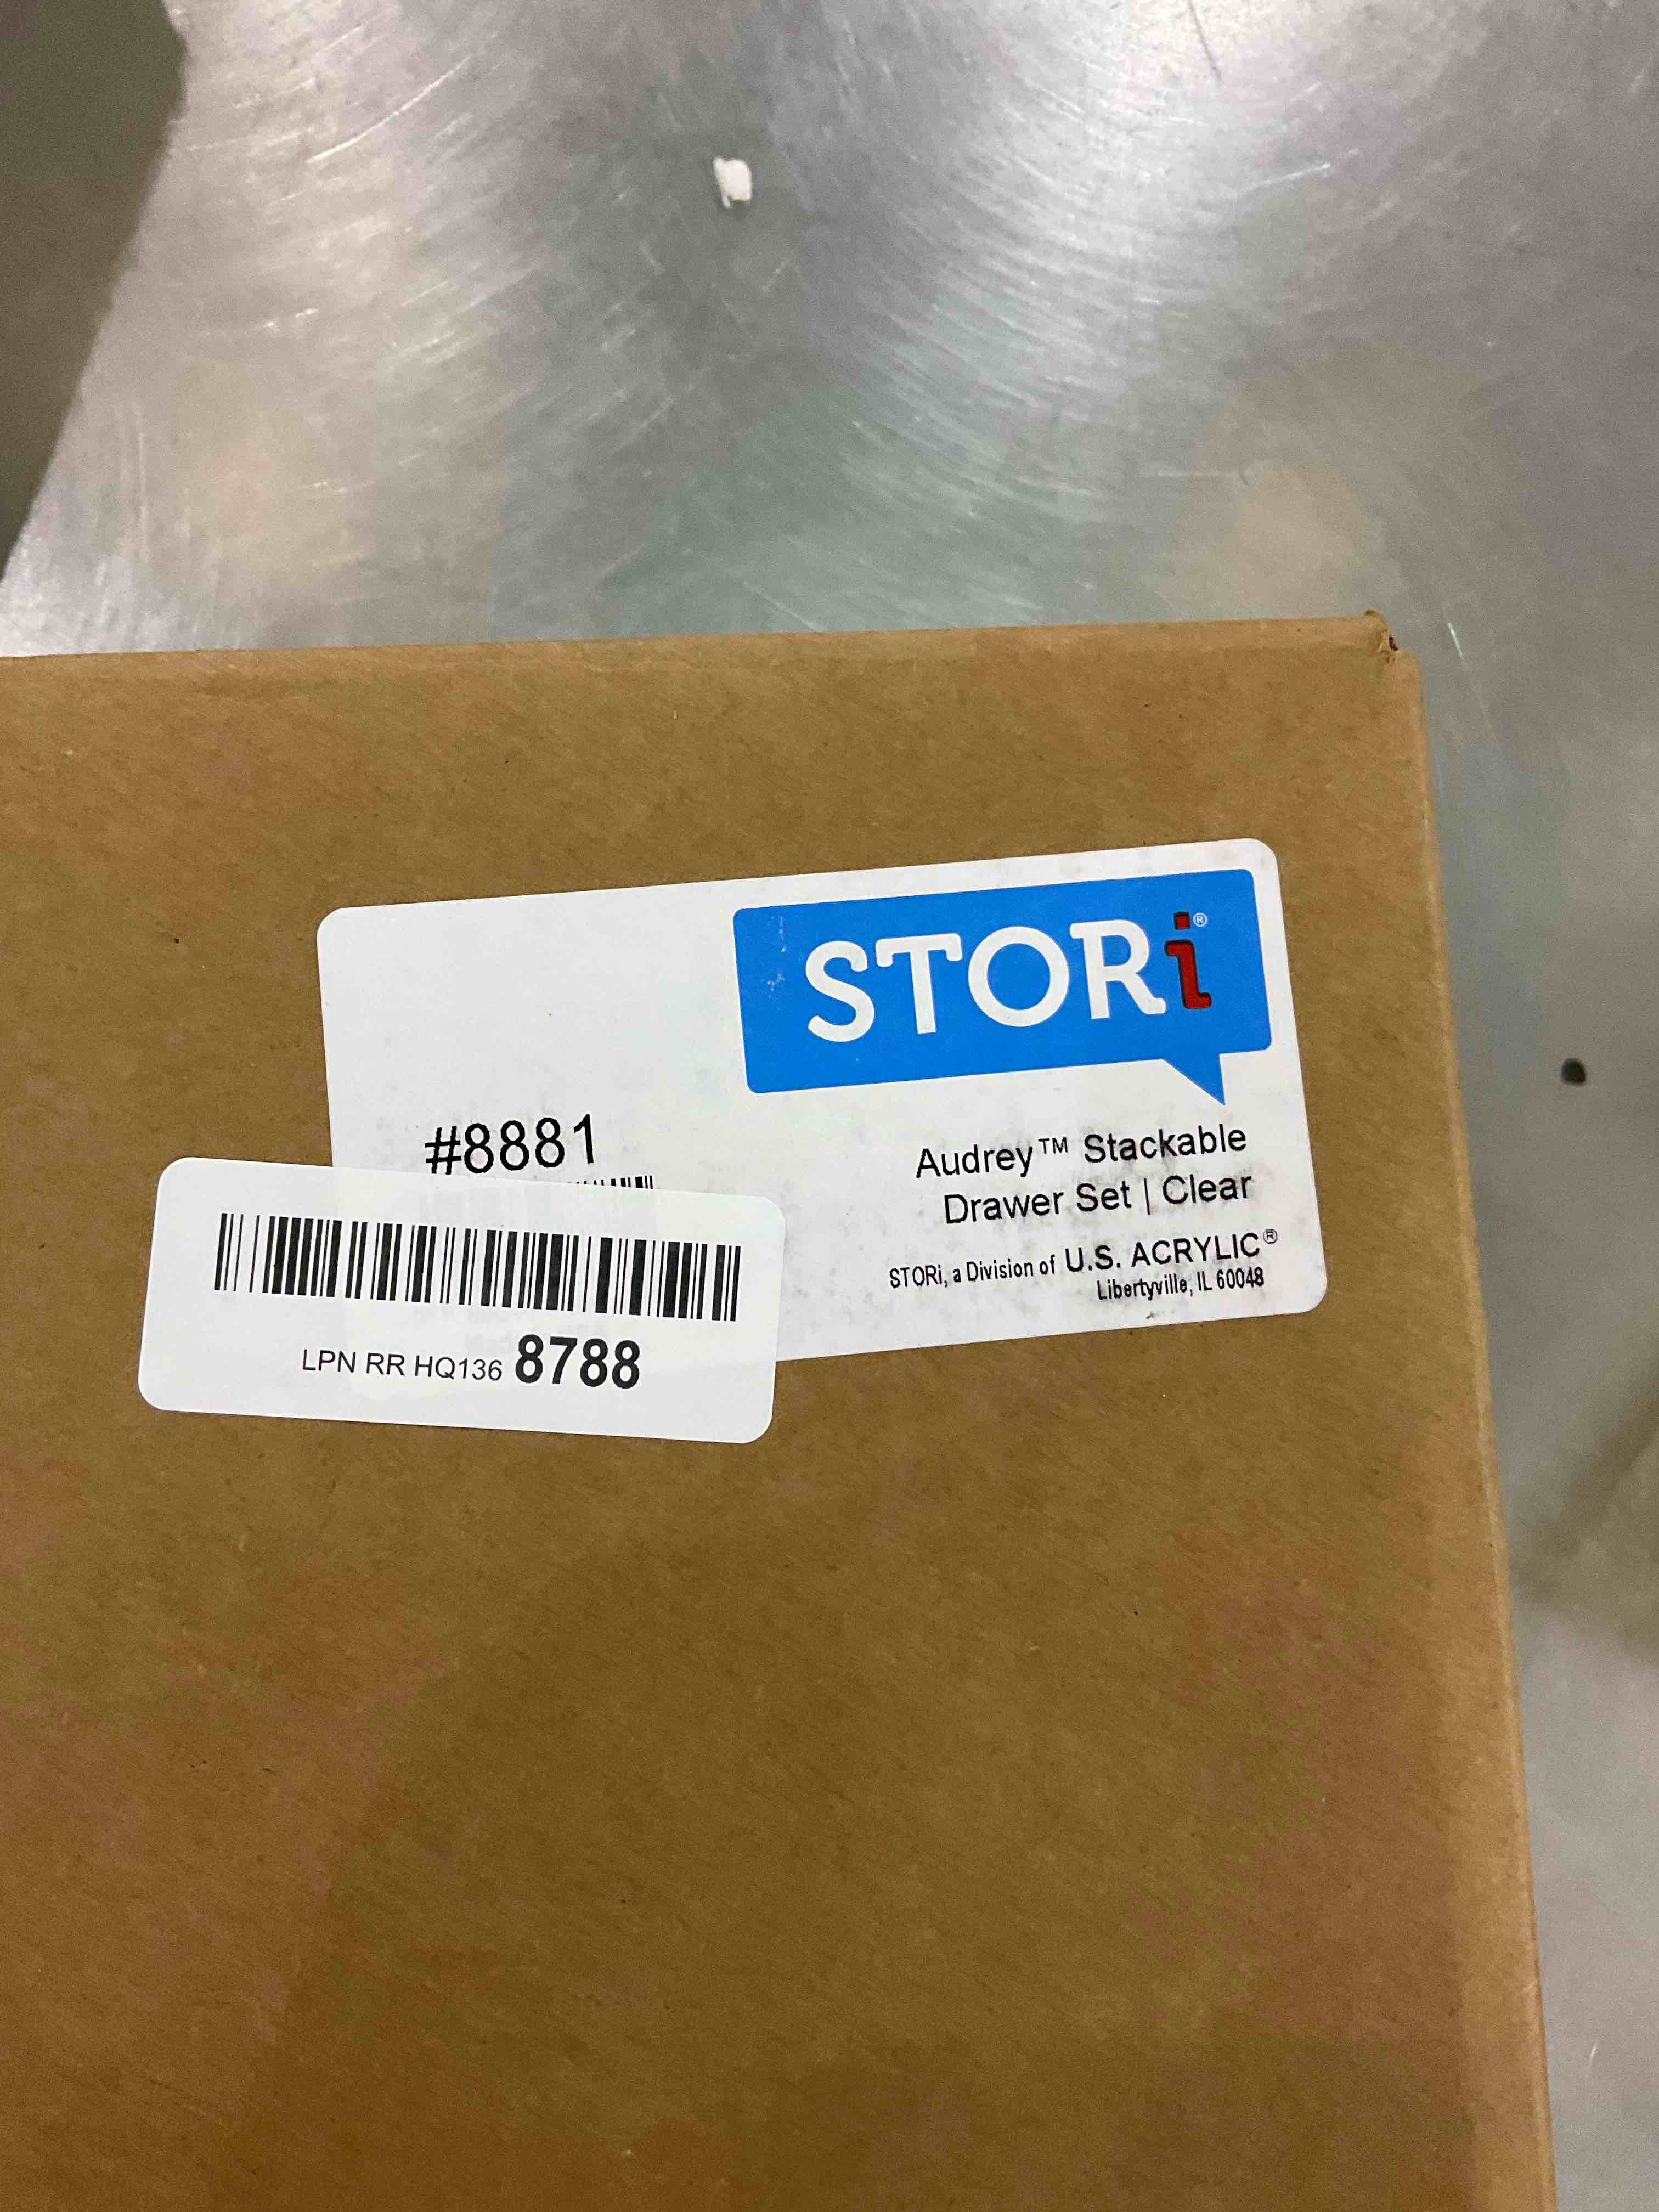 STORi®
#8881
Audrey™ Stackable
Drawer Set | Clear
STORi, a Division of U.S. ACRYLIC®
Libertyville, IL 60048
LPN RR HQ136 8788